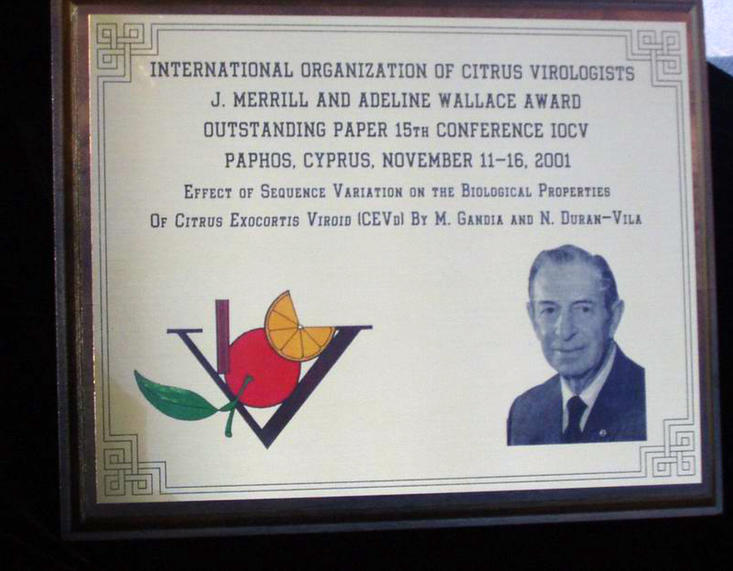 INTERNATIONAL ORGANIZATION OF CITRUS VIROLOGISTS
J. MERRILL AND ADELINE WALLACE AWARD
OUTSTANDING PAPER 15TH CONFERENCE IOCV
PAPHOS, CYPRUS, NOVEMBER 11-16, 2001
EFFECT OF SEQUENCE VARIATION ON THE BIOLOGICAL PROPERTIES
OF CITRUS EXOCORTIS VIROID (CEVD) BY M. GANDIA AND N. DURAN-VILA